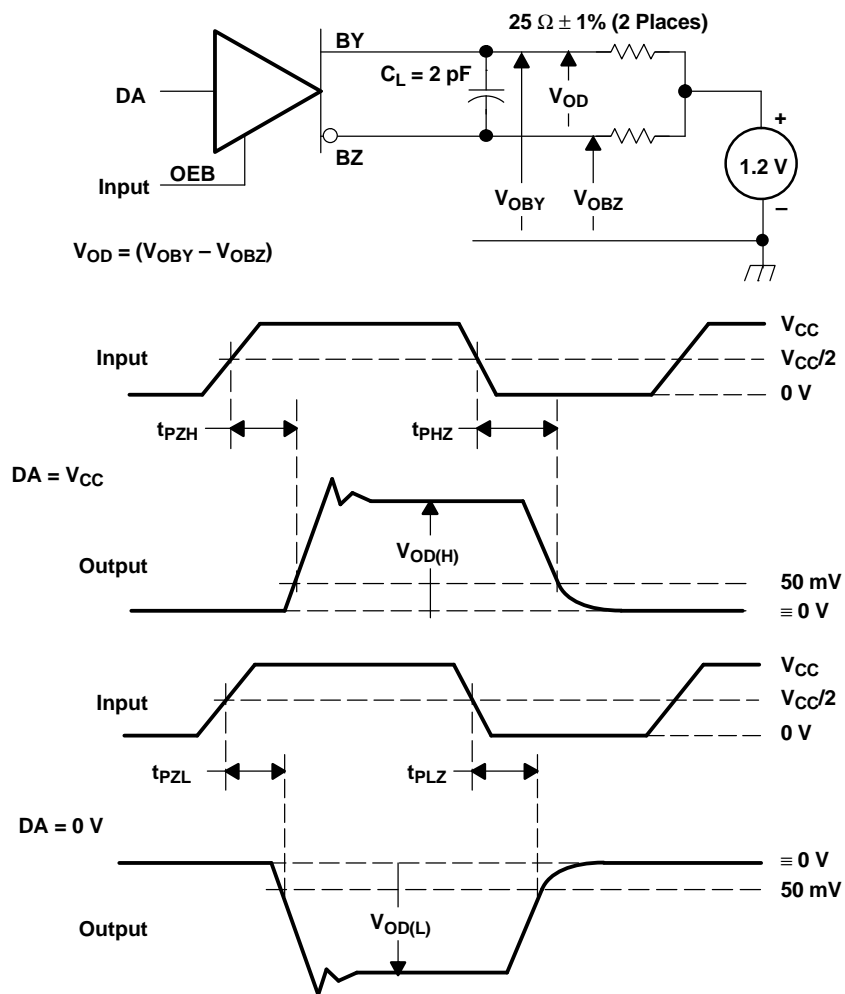 25 Ω ± 1% (2 Places)
BY
CL = 2 pF
VOD
DA
+
BZ
1.2 V
OEB
Input
VOBY
VOBZ
–
VOD = (VOBY – VOBZ)
VCC
Input
VCC/2
0 V
tPZH
tPHZ
DA = VCC
VOD(H)
Output
50 mV
≡ 0 V
VCC
Input
VCC/2
0 V
tPZL
tPLZ
DA = 0 V
≡ 0 V
50 mV
VOD(L)
Output